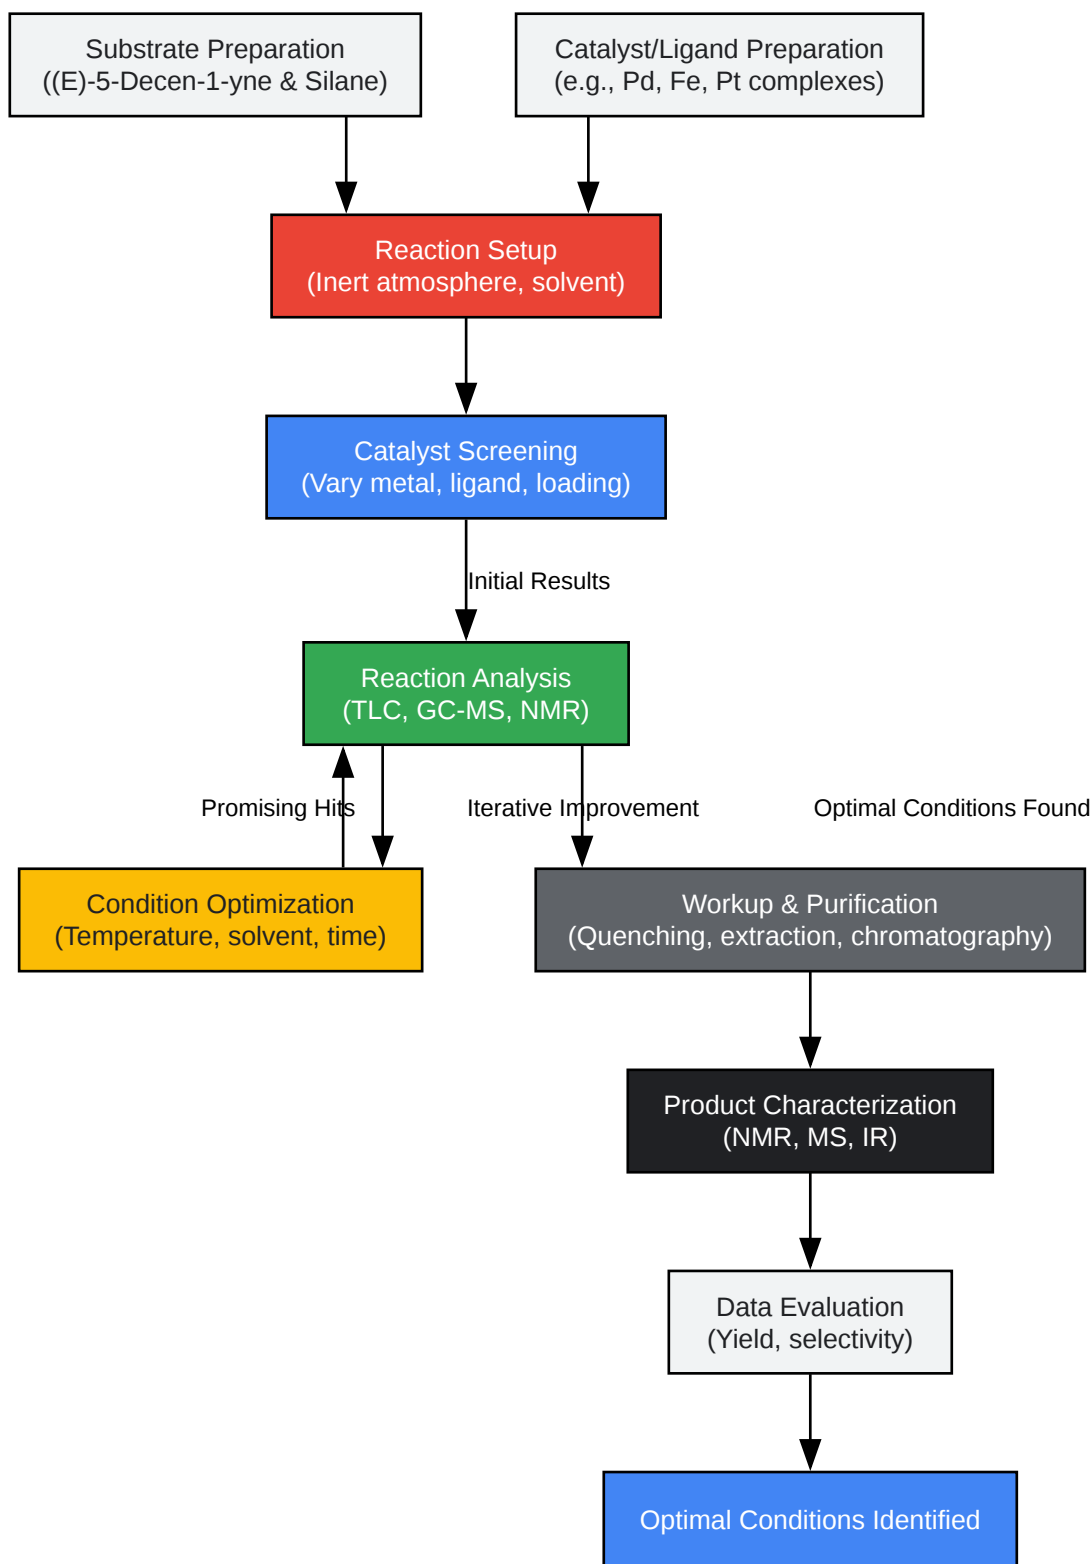 Substrate Preparation
((E)-5-Decen-1-yne & Silane)
Catalyst/Ligand Preparation
(e.g., Pd, Fe, Pt complexes)
Reaction Setup
(Inert atmosphere, solvent)
Catalyst Screening
(Vary metal, ligand, loading)
Initial Results
Reaction Analysis
(TLC, GC-MS, NMR)
Promising Hits
Iterative Improvement
Optimal Conditions Found
Condition Optimization
(Temperature, solvent, time)
Workup & Purification
(Quenching, extraction, chromatography)
Product Characterization
(NMR, MS, IR)
Data Evaluation
(Yield, selectivity)
Optimal Conditions Identified